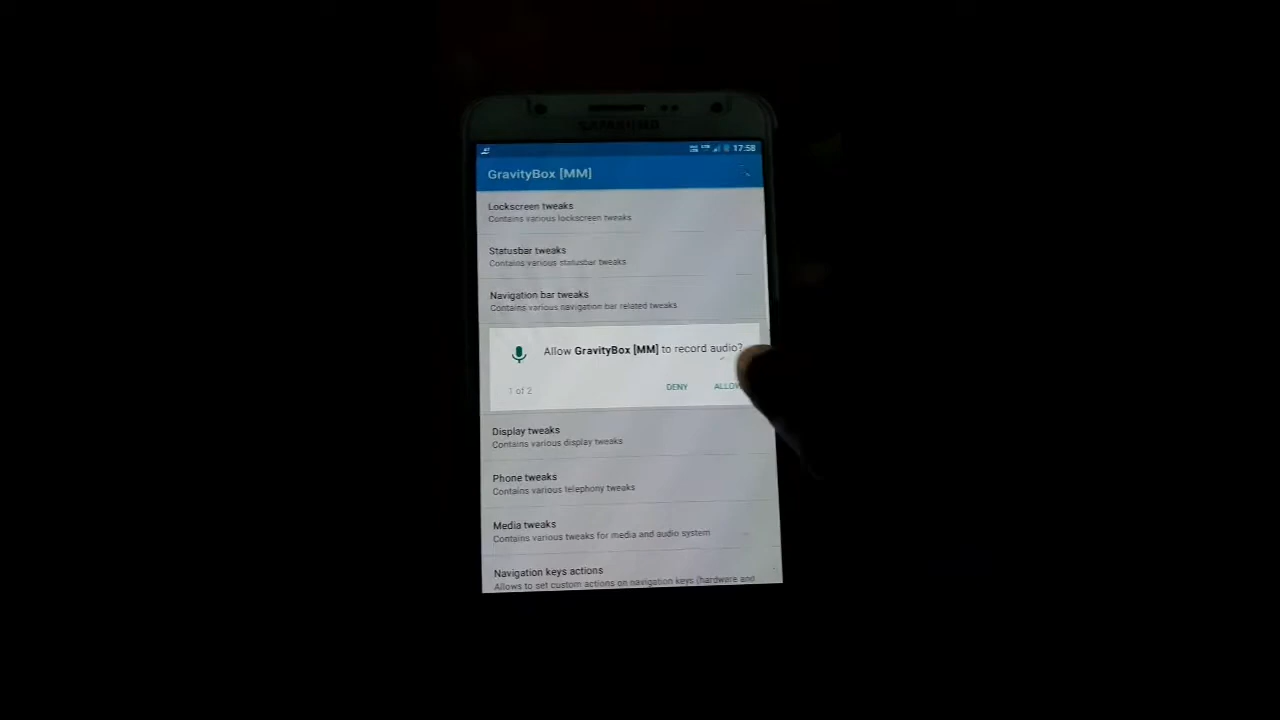 SAMSUNG
17:58
GravityBox [MM]
Lockscreen tweaks
Contains various lockscreen tweaks
Statusbar tweaks
Contains various statusbar tweaks
Navigation bar tweaks
Contains various navigation bar related tweaks
Allow GravityBox [MM] to record audio?
1 of 2 DENY ALLOW
Display tweaks
Contains various display tweaks
Phone tweaks
Contains various telephony tweaks
Media tweaks
Contains various tweaks for media and audio system
Navigation keys actions
Allows to set custom actions on navigation keys (hardware and